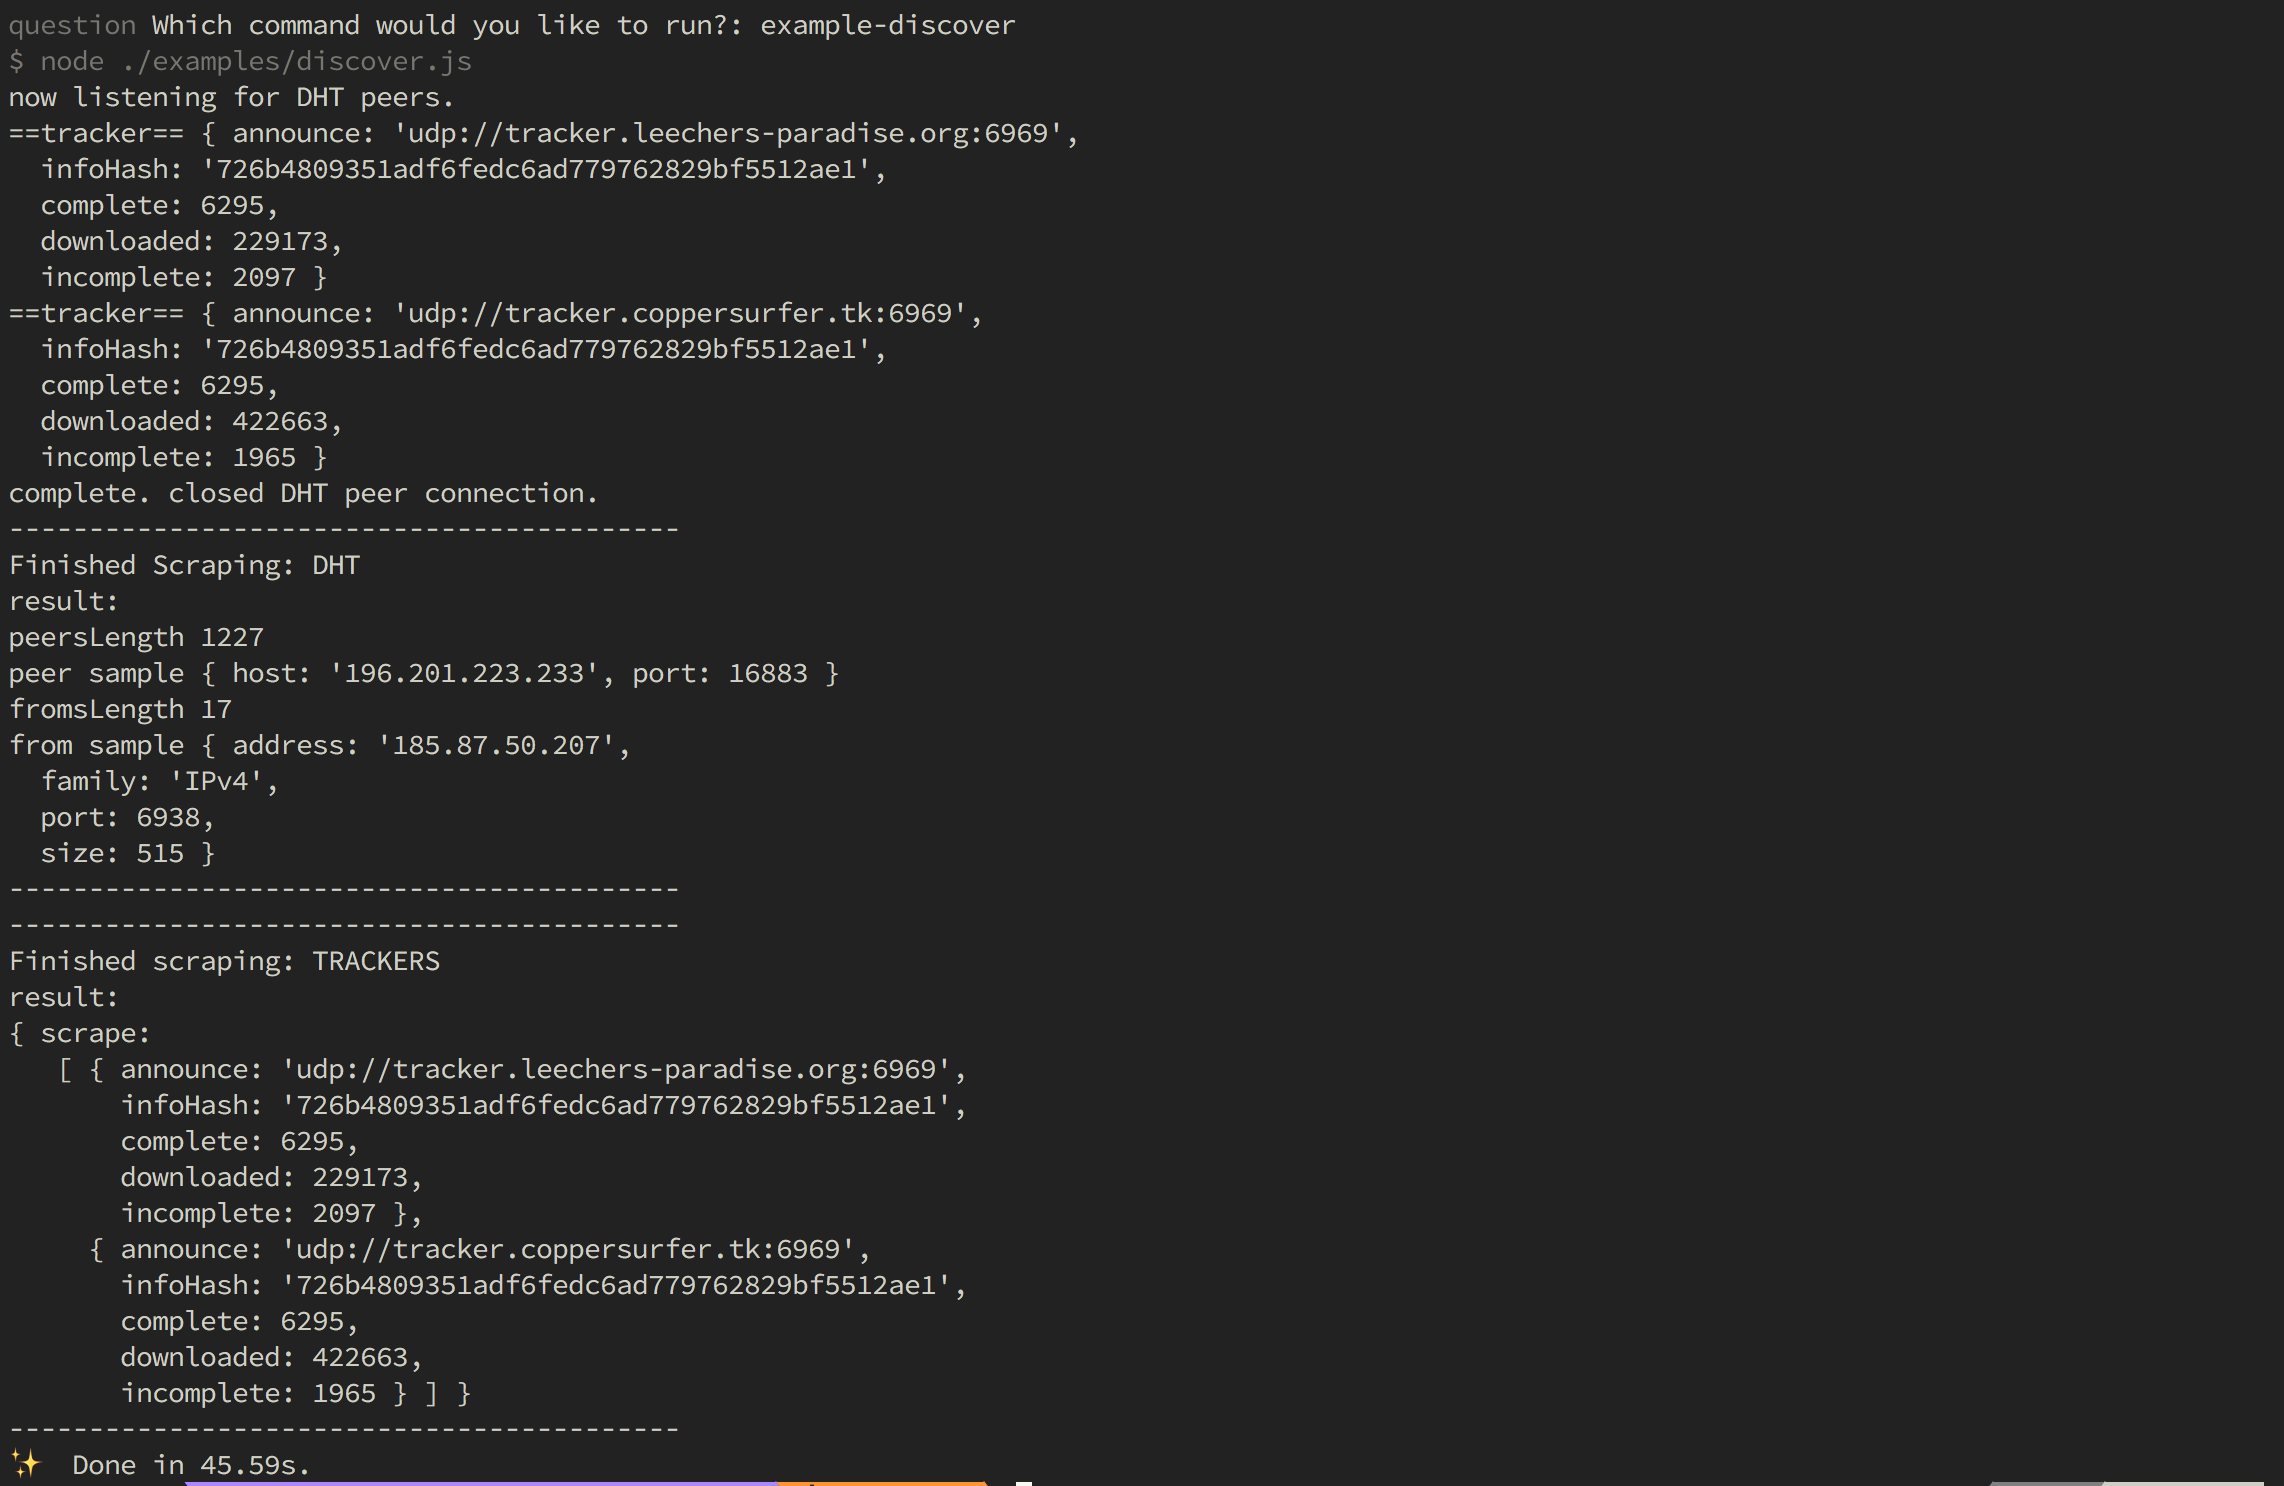 question Which command would you like to run?: example-discover
$ node ./examples/discover.js
now listening for DHT peers.
==tracker== { announce: 'udp://tracker.leechers-paradise.org:6969',
  infoHash: '726b4809351adf6fedc6ad779762829bf5512ae1',
  complete: 6295,
  downloaded: 229173,
  incomplete: 2097 }
==tracker== { announce: 'udp://tracker.coppersurfer.tk:6969',
  infoHash: '726b4809351adf6fedc6ad779762829bf5512ae1',
  complete: 6295,
  downloaded: 422663,
  incomplete: 1965 }
complete. closed DHT peer connection.
------------------------------------------
Finished Scraping: DHT
result:
peersLength 1227
peer sample { host: '196.201.223.233', port: 16883 }
fromsLength 17
from sample { address: '185.87.50.207',
  family: 'IPv4',
  port: 6938,
  size: 515 }
------------------------------------------
------------------------------------------
Finished scraping: TRACKERS
result:
{ scrape:
   [ { announce: 'udp://tracker.leechers-paradise.org:6969',
       infoHash: '726b4809351adf6fedc6ad779762829bf5512ae1',
       complete: 6295,
       downloaded: 229173,
       incomplete: 2097 },
     { announce: 'udp://tracker.coppersurfer.tk:6969',
       infoHash: '726b4809351adf6fedc6ad779762829bf5512ae1',
       complete: 6295,
       downloaded: 422663,
       incomplete: 1965 } ] }
------------------------------------------
✨  Done in 45.59s.